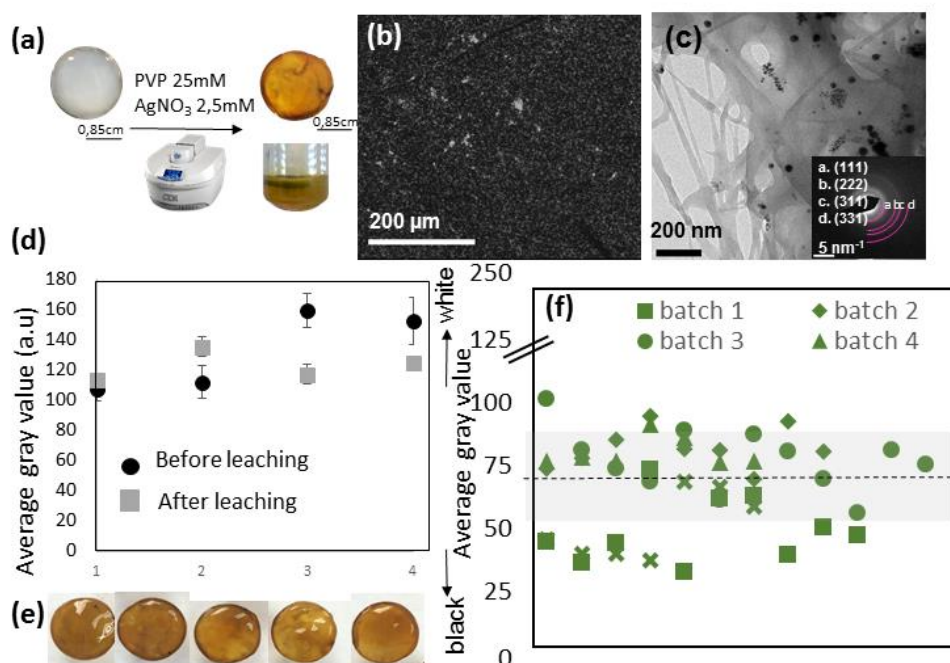 (a)
PVP 25mM
AgNO3 2,5mM
0,85cm
0,85cm
(b)
200 µm
(c)
a. (111)
b. (222)
c. (311)
d. (331)
a b c d
200 nm
5 nm-1
(d)
Average gray value (a.u)
180
160
140
120
100
80
60
40
20
0
1
2
3
4
Before leaching
After leaching
white
black
(e)
Average gray value
250
125
100
75
50
25
0
(f)
batch 1
batch 2
batch 3
batch 4